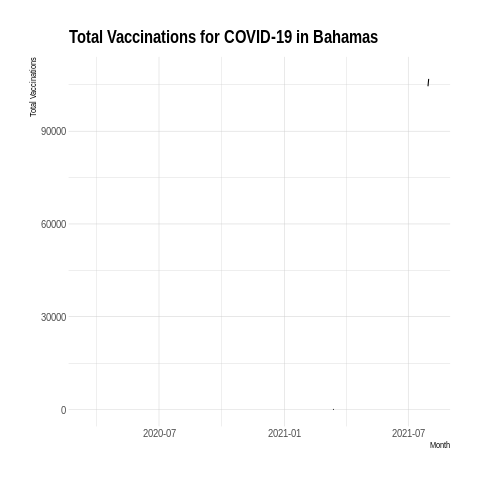 Total Vaccinations for COVID-19 in Bahamas
Total Vaccinations
90000
60000
30000
0
2020-07
2021-01
2021-07
Month